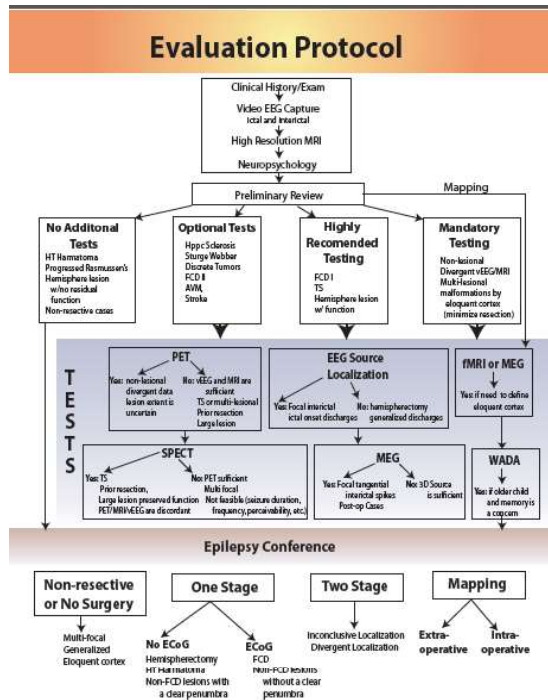 Evaluation Protocol
Clinical History/Exam
Video EEG Capture
Ictal and Interictal
High Resolution MRI
Neuropsychology
Preliminary Review
Mapping
No Additonal
Tests
HT Harmatoma
Progressed Rasmussen's
Hemisphere lesion
w/no residual
function
Non-resective cases
Optional Tests
Hppc Sclerosis
Sturge Webber
Discrete Tumors
FCD II
AVM,
Stroke
Highly
Recomended
Testing
FCD I
TS
Hemisphere lesion
w/ function
Mandatory
Testing
Non-lesional
Divergent vEEG/MRI
Multi-lesional
malformations by
eloquent cortex
(minimize resection)
TESTS
PET
Yes: non-lesional
divergent data
lesion extent is
uncertain
No: vEEG and MRI are
sufficient
TS or multi-lesional
Prior resection
Large lesion
SPECT
Yes: TS
Prior resection,
Large lesion preserved function
PET/MRI/vEEG are discordant
No: PET sufficient
Multi focal
Not feasible (seizure duration,
frequency, perceivability, etc.)
EEG Source
Localization
Yes: Focal interictal
ictal onset discharges
No: hemispherectomy
generalized discharges
MEG
Yes: Focal tangential
interictal spikes
Post-op Cases
No: 3D Source
is sufficient
fMRI or MEG
Yes: if need to define
eloquent cortex
WADA
Yes: if older child
and memory is
a concern
Epilepsy Conference
Non-resective
or No Surgery
Multi-focal
Generalized
Eloquent cortex
One Stage
No ECoG
Hemispherectomy
HT Harmatoma
Non-FCD lesions with
a clear penumbra
ECoG
FCD
Non-FCD lesions
without a clear
penumbra
Two Stage
Inconclusive Localization
Divergent Localization
Mapping
Extra-
operative
Intra-
operative